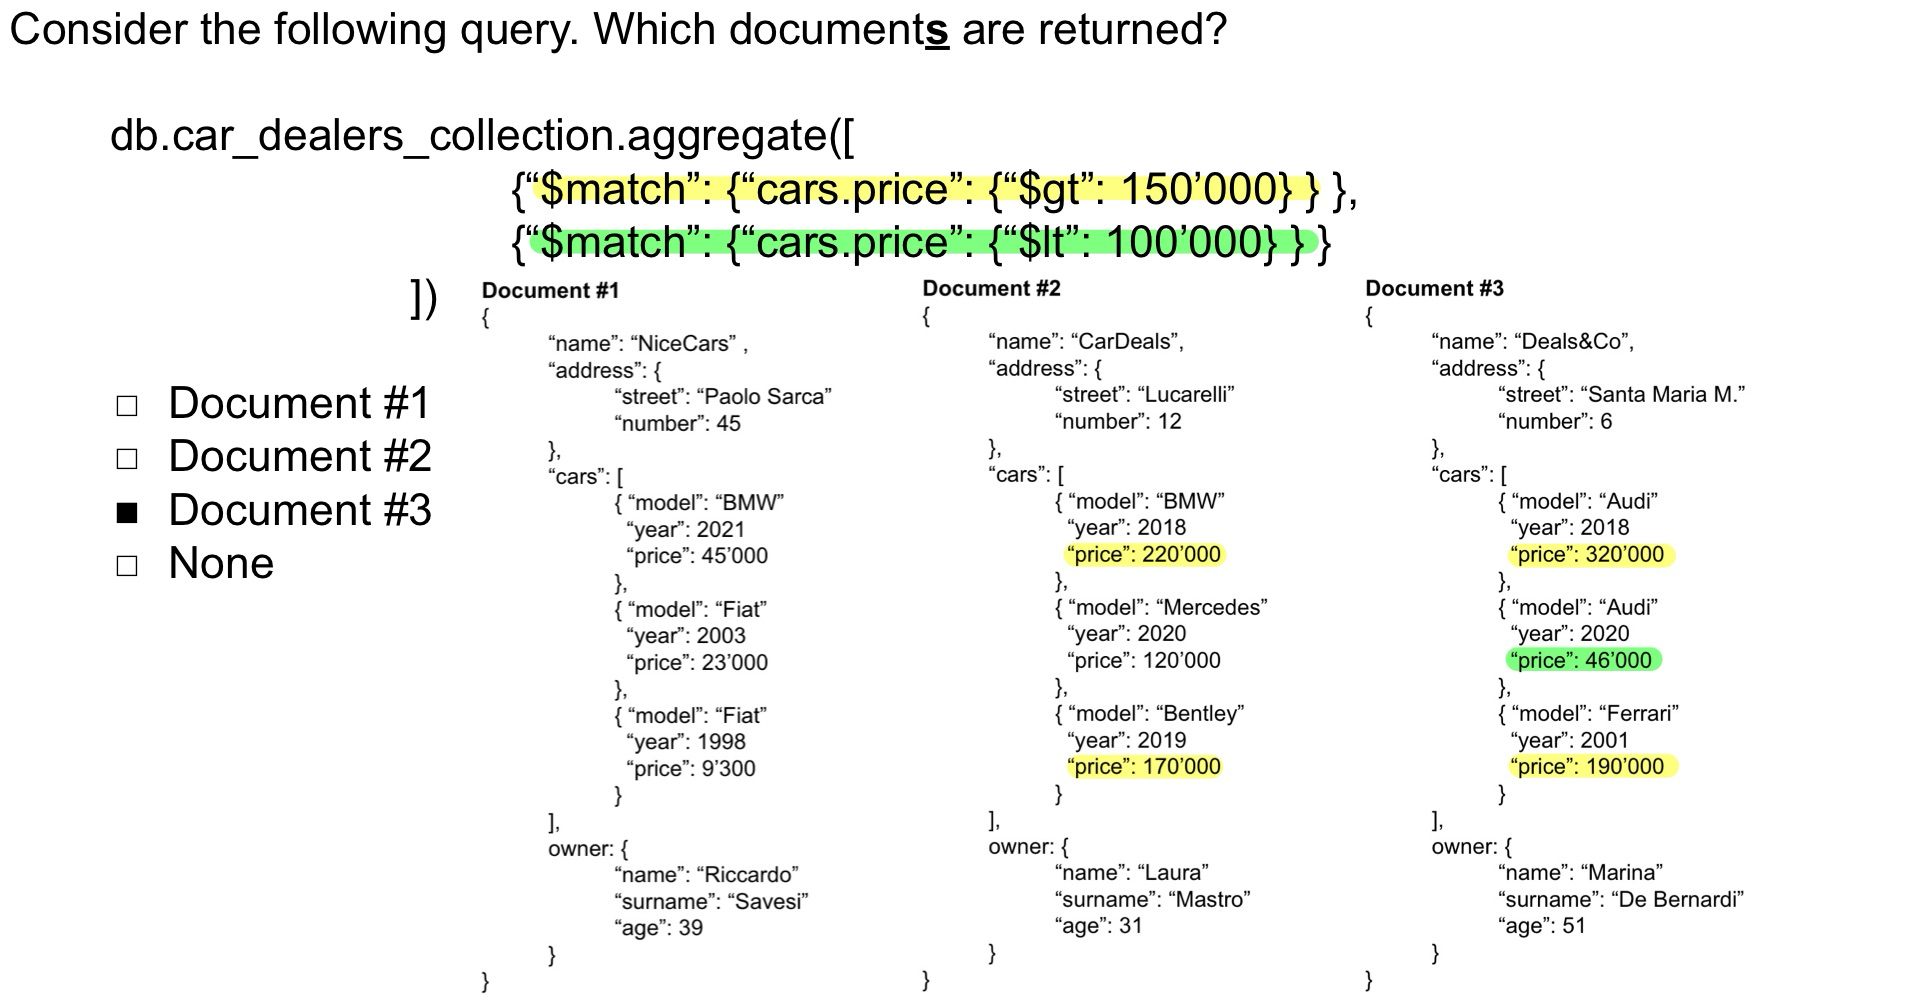 Consider the following query. Which documents are returned?
db.car_dealers_collection.aggregate([
{“$match”: {“cars.price”: {“$gt”: 150’000} } },
{“$match”: {“cars.price”: {“$lt”: 100’000} } }
])
□ Document #1
□ Document #2
■ Document #3
□ None
Document #1
{
“name”: “NiceCars” ,
“address”: {
“street”: “Paolo Sarca”
“number”: 45
},
“cars”: [
{ “model”: “BMW”
“year”: 2021
“price”: 45’000
},
{ “model”: “Fiat”
“year”: 2003
“price”: 23’000
},
{ “model”: “Fiat”
“year”: 1998
“price”: 9’300
}
],
owner: {
“name”: “Riccardo”
“surname”: “Savesi”
“age”: 39
}
}
Document #2
{
“name”: “CarDeals”,
“address”: {
“street”: “Lucarelli”
“number”: 12
},
“cars”: [
{ “model”: “BMW”
“year”: 2018
“price”: 220’000
},
{ “model”: “Mercedes”
“year”: 2020
“price”: 120’000
},
{ “model”: “Bentley”
“year”: 2019
“price”: 170’000
}
],
owner: {
“name”: “Laura”
“surname”: “Mastro”
“age”: 31
}
}
Document #3
{
“name”: “Deals&Co”,
“address”: {
“street”: “Santa Maria M.”
“number”: 6
},
“cars”: [
{ “model”: “Audi”
“year”: 2018
“price”: 320’000
},
{ “model”: “Audi”
“year”: 2020
“price”: 46’000
},
{ “model”: “Ferrari”
“year”: 2001
“price”: 190’000
}
],
owner: {
“name”: “Marina”
“surname”: “De Bernardi”
“age”: 51
}
}